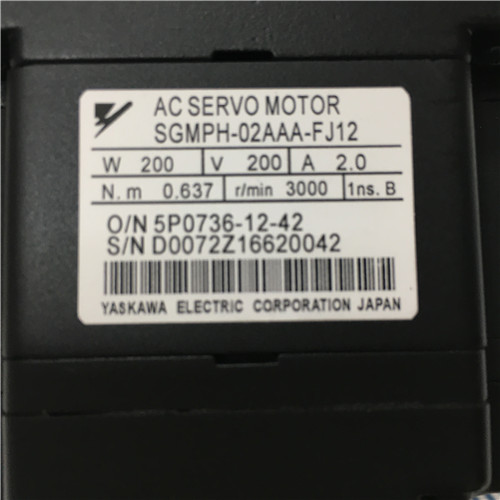 AC SERVO MOTOR
SGMPH-02AAA-FJ12
W 200 V 200 A 2.0
N.m 0.637 r/min 3000 1ns. B
O/N 5P0736-12-42
S/N D0072Z16620042
YASKAWA ELECTRIC CORPORATION JAPAN